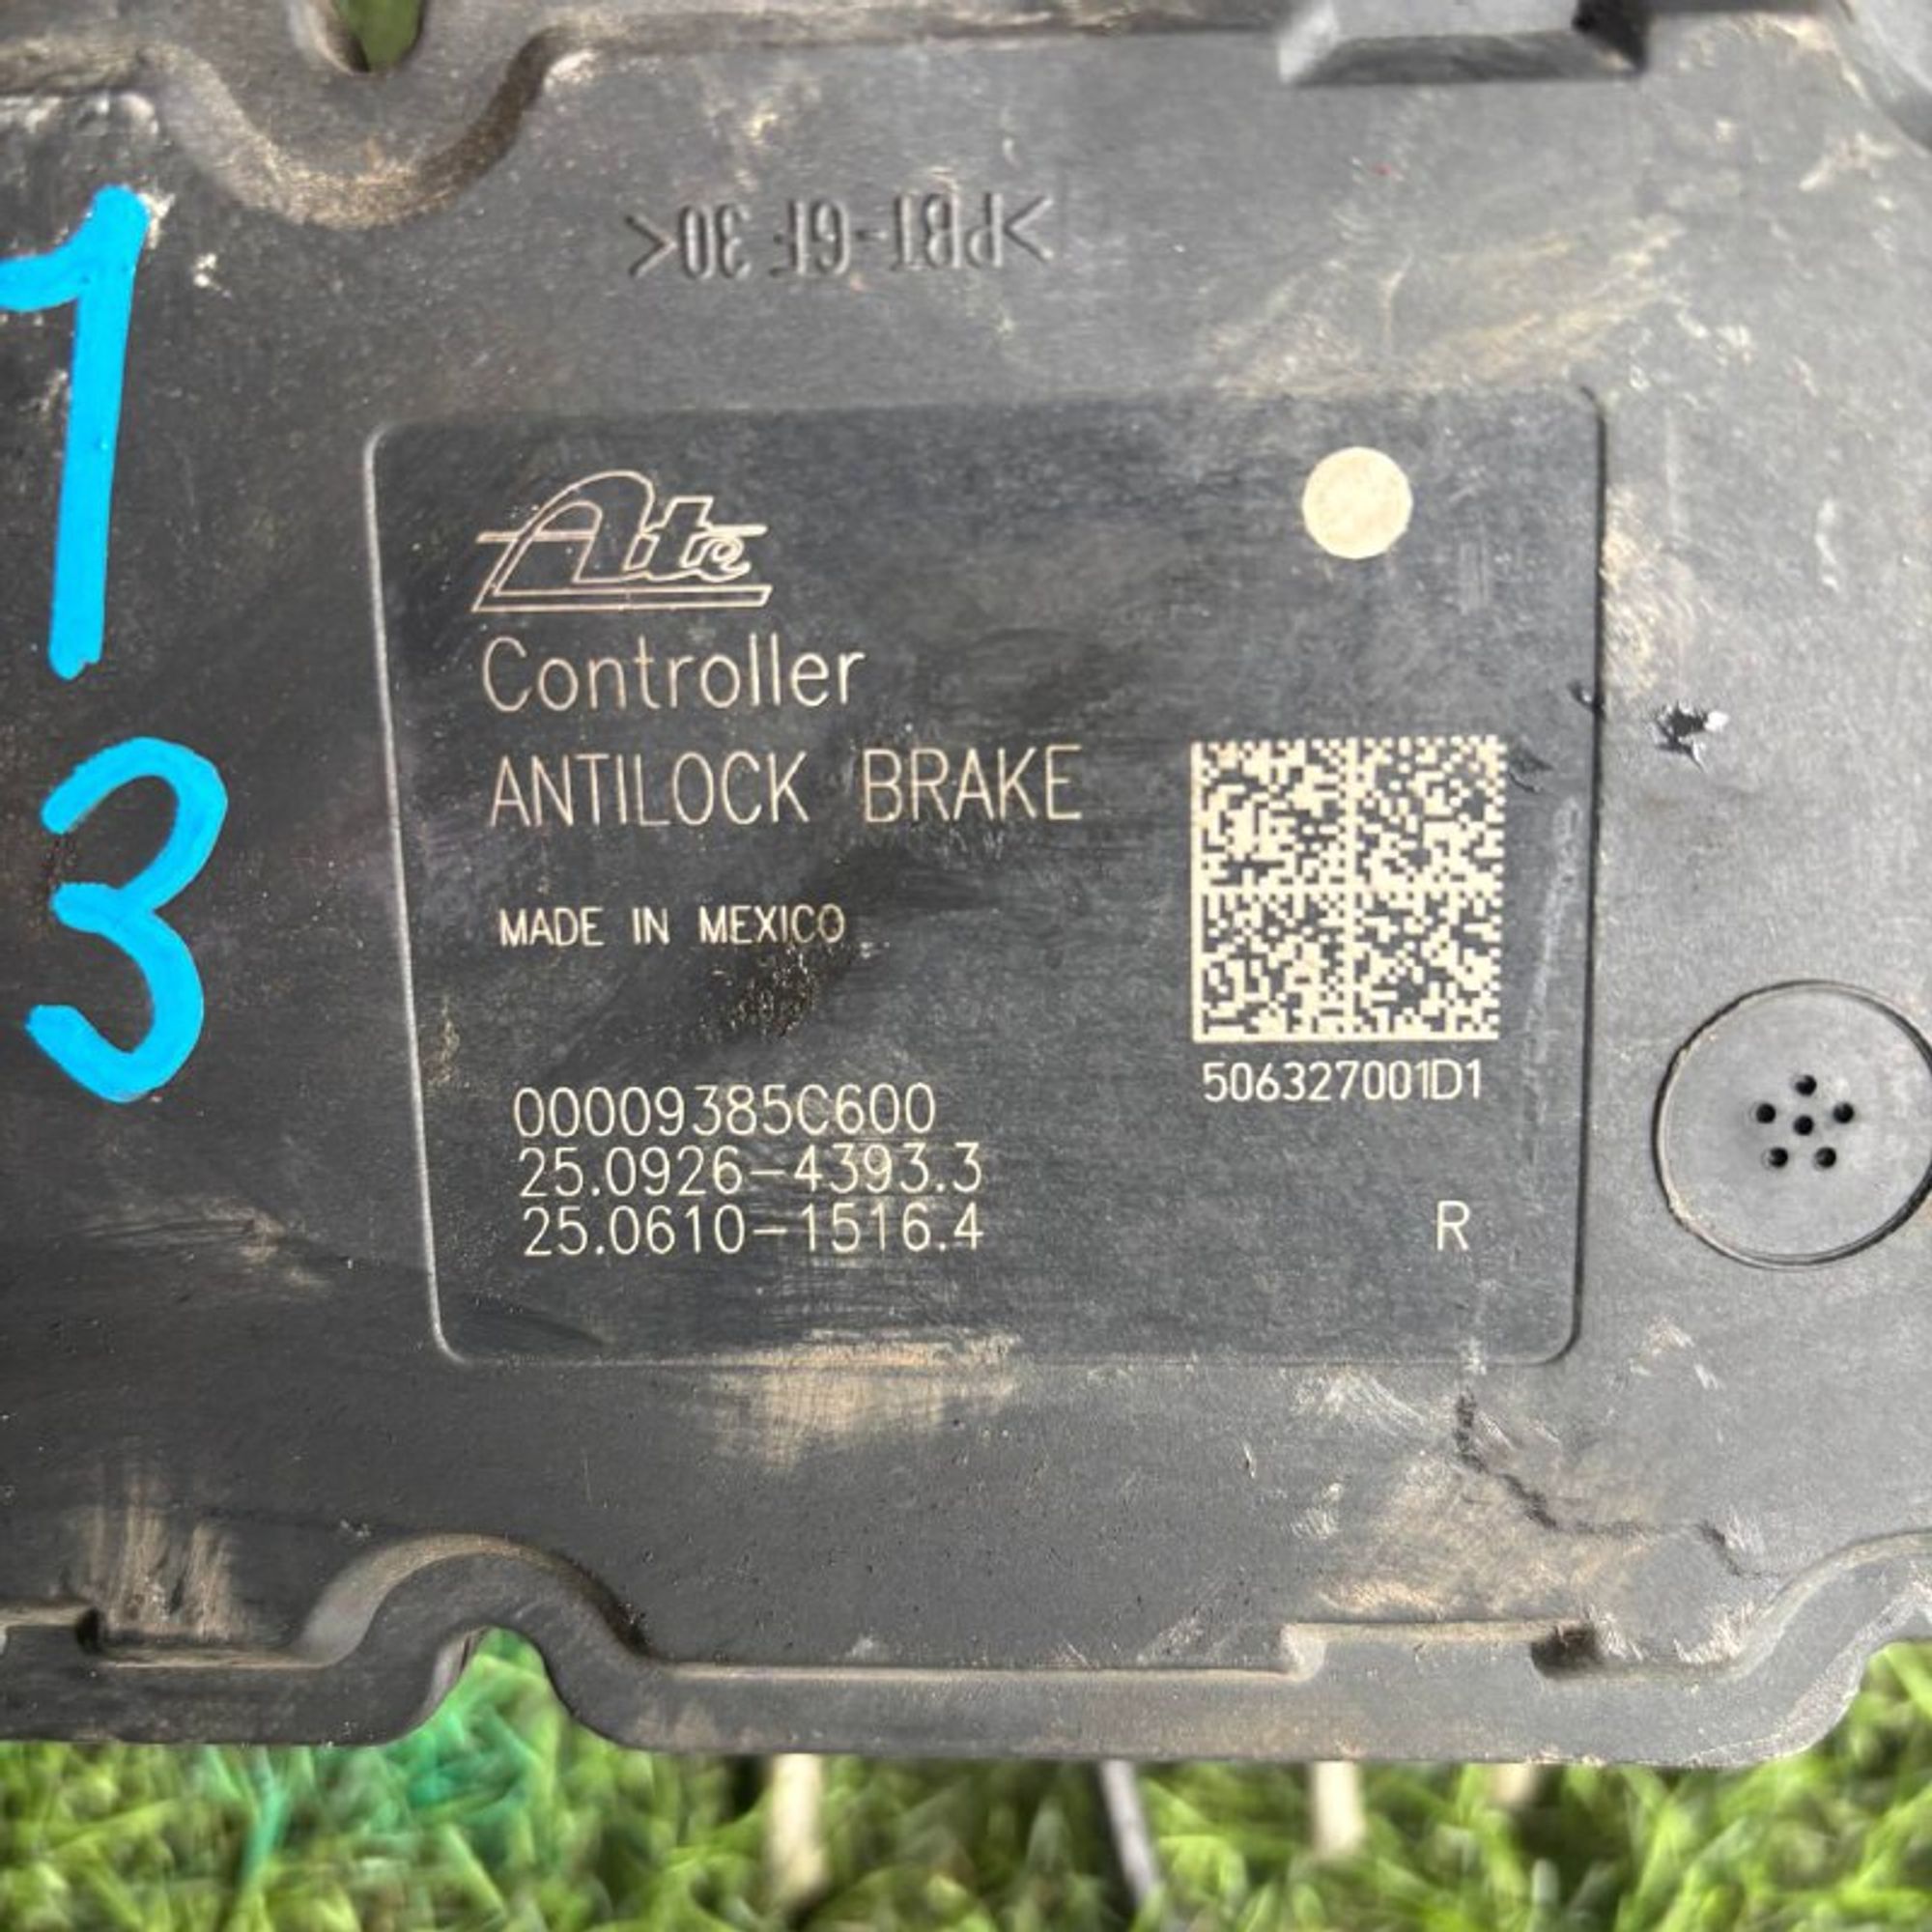 1
3
>PBT-GF 30<
Ate
Controller
ANTILOCK BRAKE
MADE IN MEXICO
506327001D1
00009385C600
25.0926-4393.3
25.0610-1516.4
R